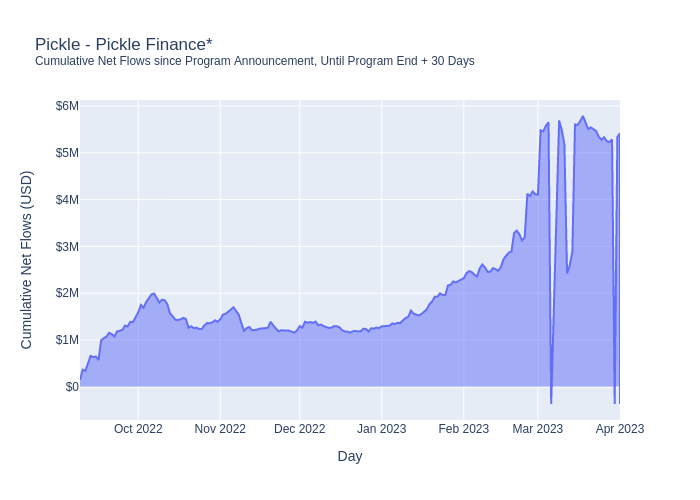 Pickle - Pickle Finance*
Cumulative Net Flows since Program Announcement, Until Program End + 30 Days
Cumulative Net Flows (USD)
$6M
$5M
$4M
$3M
$2M
$1M
$0
Oct 2022 Nov 2022 Dec 2022 Jan 2023 Feb 2023 Mar 2023 Apr 2023
Day